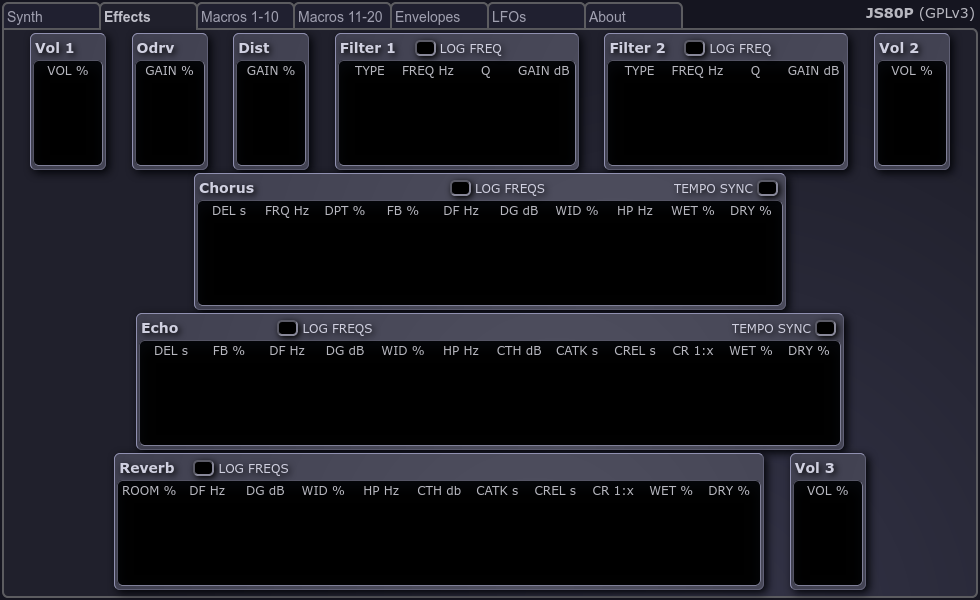 Synth Effects Macros 1-10 Macros 11-20 Envelopes LFOs About JS80P (GPLv3)
Vol 1 Odrv Dist Filter 1 LOG FREQ Filter 2 LOG FREQ Vol 2
VOL % GAIN % GAIN % TYPE FREQ Hz Q GAIN dB TYPE FREQ Hz Q GAIN dB VOL %
Chorus LOG FREQS TEMPO SYNC
DEL s FRQ Hz DPT % FB % DF Hz DG dB WID % HP Hz WET % DRY %
Echo LOG FREQS TEMPO SYNC
DEL s FB % DF Hz DG dB WID % HP Hz CTH dB CATK s CREL s CR 1:x WET % DRY %
Reverb LOG FREQS Vol 3
ROOM % DF Hz DG dB WID % HP Hz CTH db CATK s CREL s CR 1:x WET % DRY % VOL %